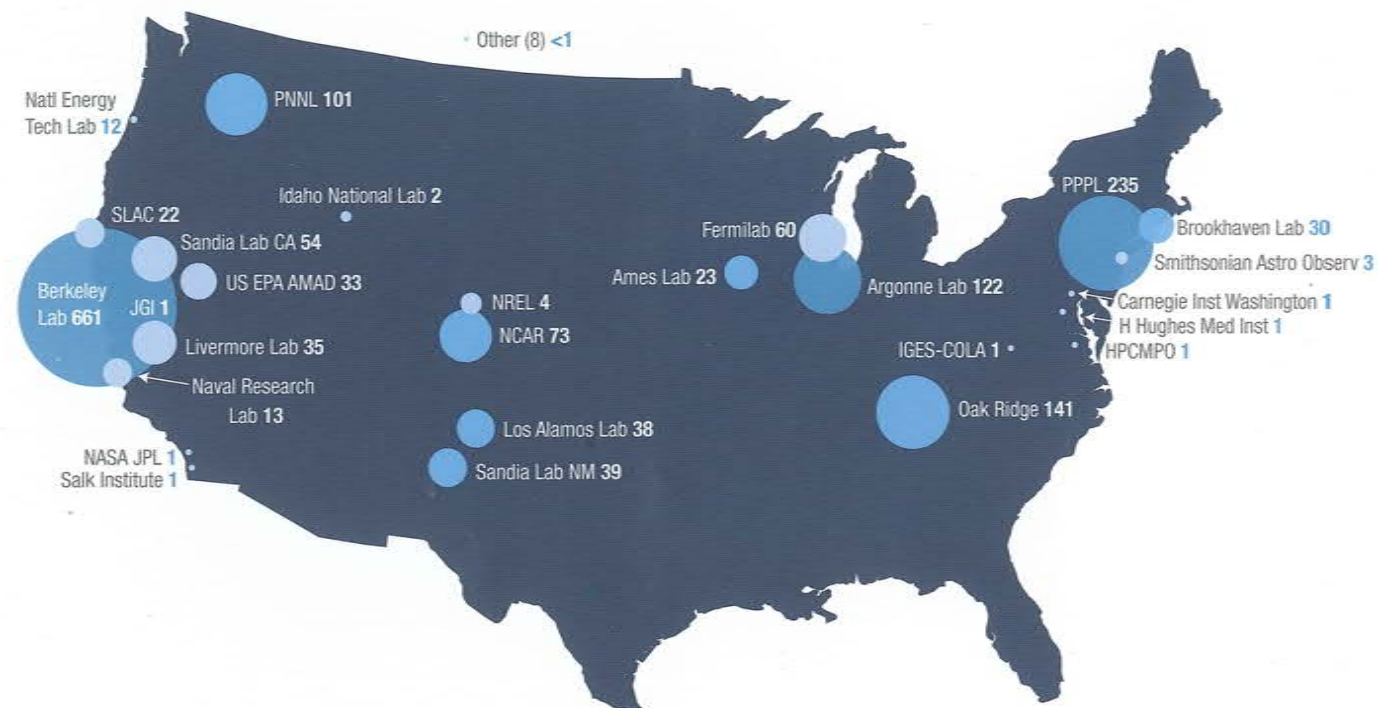 Other (8) <1
PNNL 101
Natl Energy
Tech Lab 12
Idaho National Lab 2
SLAC 22
Sandia Lab CA 54
US EPA AMAD 33
Berkeley
Lab 661
JGI 1
Livermore Lab 35
Naval Research
Lab 13
NASA JPL 1
Salk Institute 1
NREL 4
NCAR 73
Los Alamos Lab 38
Sandia Lab NM 39
Fermilab 60
Ames Lab 23
Argonne Lab 122
IGES-COLA 1
Oak Ridge 141
PPPL 235
Brookhaven Lab 30
Smithsonian Astro Observ 3
Carnegie Inst Washington 1
H Hughes Med Inst 1
HPCMPO 1